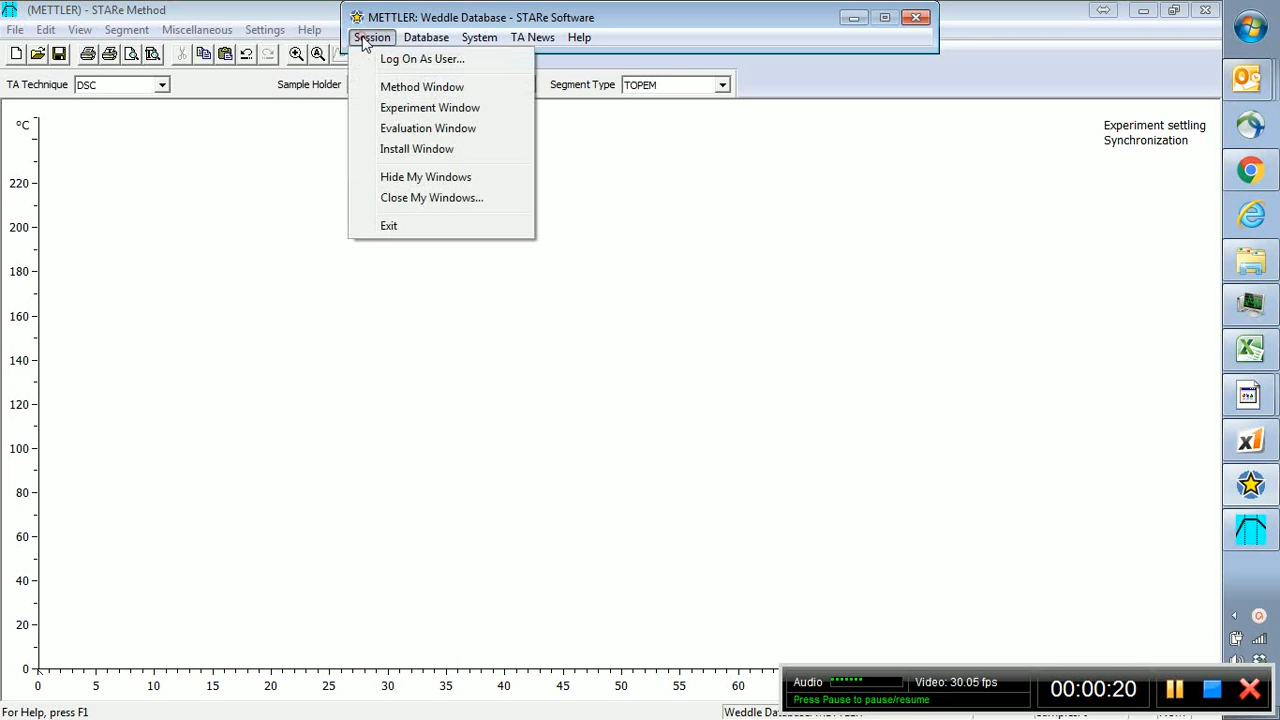 (METTLER) - STARe Method
METTLER: Weddle Database - STARe Software
File Edit View Segment Miscellaneous Settings Help
Session Database System TA News Help
TA Technique DSC Sample Holder Segment Type TOPEM
Log On As User...
Method Window
Experiment Window
Evaluation Window
Install Window
Hide My Windows
Close My Windows...
Exit
Experiment settling
Synchronization
°C
220
200
180
160
140
120
100
80
60
40
20
0
0 5 10 15 20 25 30 35 40 45 50 55 60
Audio Video: 30.05 fps 00:00:20
Press Pause to pause/resume
For Help, press F1